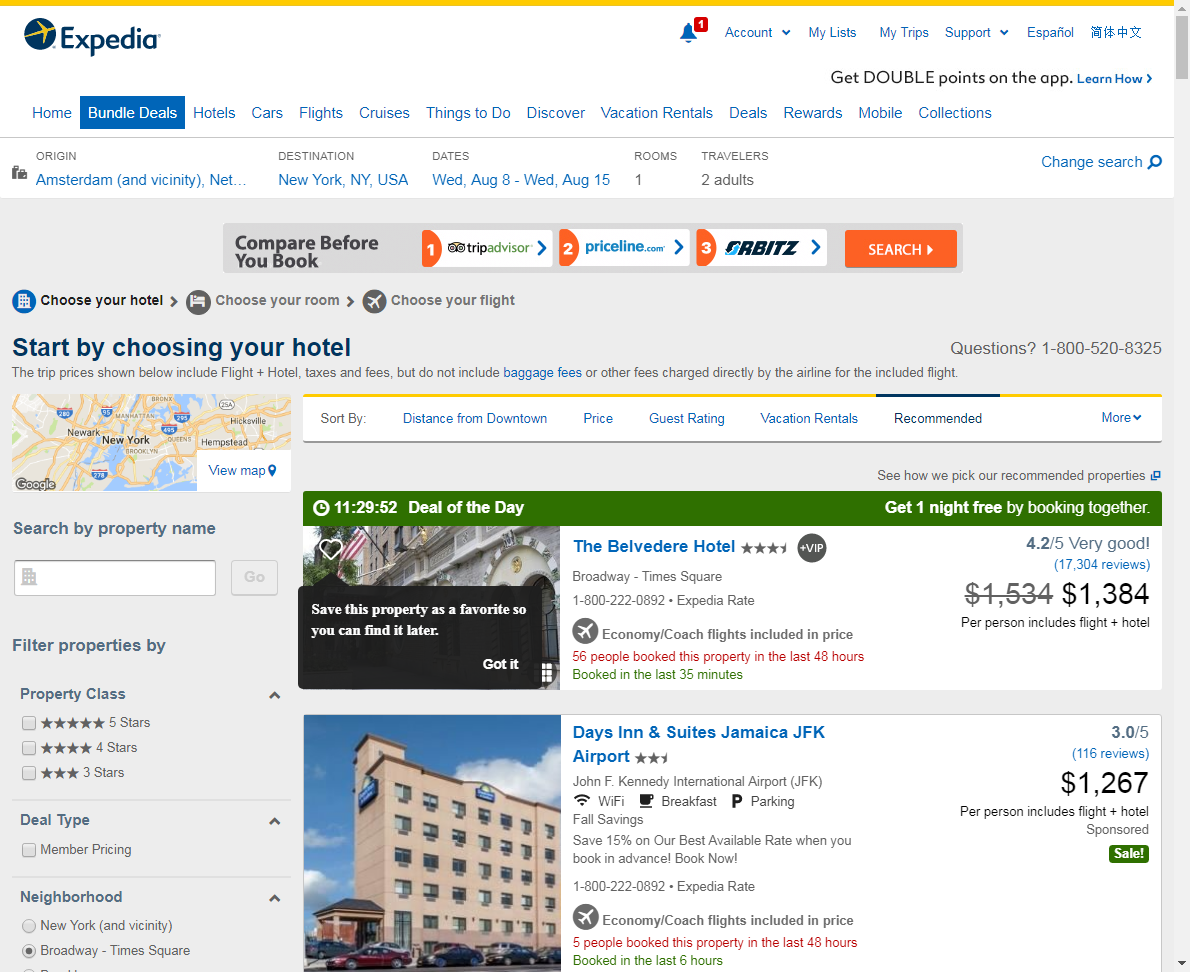 Expedia
1
Account
My Lists
My Trips
Support
Español
简体中文
Get DOUBLE points on the app. Learn How
Home
Bundle Deals
Hotels
Cars
Flights
Cruises
Things to Do
Discover
Vacation Rentals
Deals
Rewards
Mobile
Collections
ORIGIN
Amsterdam (and vicinity), Net...
DESTINATION
New York, NY, USA
DATES
Wed, Aug 8 - Wed, Aug 15
ROOMS
1
TRAVELERS
2 adults
Change search
Compare Before
You Book
1 tripadvisor
2 priceline.com
3 ORBITZ
SEARCH
Choose your hotel
Choose your room
Choose your flight
Start by choosing your hotel
Questions? 1-800-520-8325
The trip prices shown below include Flight + Hotel, taxes and fees, but do not include baggage fees or other fees charged directly by the airline for the included flight.
BRONX
280
95
MANHATTAN
25A
295
Hicksville
Newark
New York
QUEENS
495
Hempstead
BROOKLYN
278
Google
View map
Search by property name
Go
Filter properties by
Property Class
5 Stars
4 Stars
3 Stars
Deal Type
Member Pricing
Neighborhood
New York (and vicinity)
Broadway - Times Square
Sort By:
Distance from Downtown
Price
Guest Rating
Vacation Rentals
Recommended
More
See how we pick our recommended properties
11:29:52 Deal of the Day
Get 1 night free by booking together.
Save this property as a favorite so
you can find it later.
Got it
The Belvedere Hotel
+VIP
Broadway - Times Square
1-800-222-0892 • Expedia Rate
Economy/Coach flights included in price
56 people booked this property in the last 48 hours
Booked in the last 35 minutes
4.2/5 Very good!
(17,304 reviews)
$1,534 $1,384
Per person includes flight + hotel
Days Inn & Suites Jamaica JFK
Airport
John F. Kennedy International Airport (JFK)
WiFi
Breakfast
P Parking
Fall Savings
Save 15% on Our Best Available Rate when you
book in advance! Book Now!
1-800-222-0892 • Expedia Rate
Economy/Coach flights included in price
5 people booked this property in the last 48 hours
Booked in the last 6 hours
3.0/5
(116 reviews)
$1,267
Per person includes flight + hotel
Sponsored
Sale!